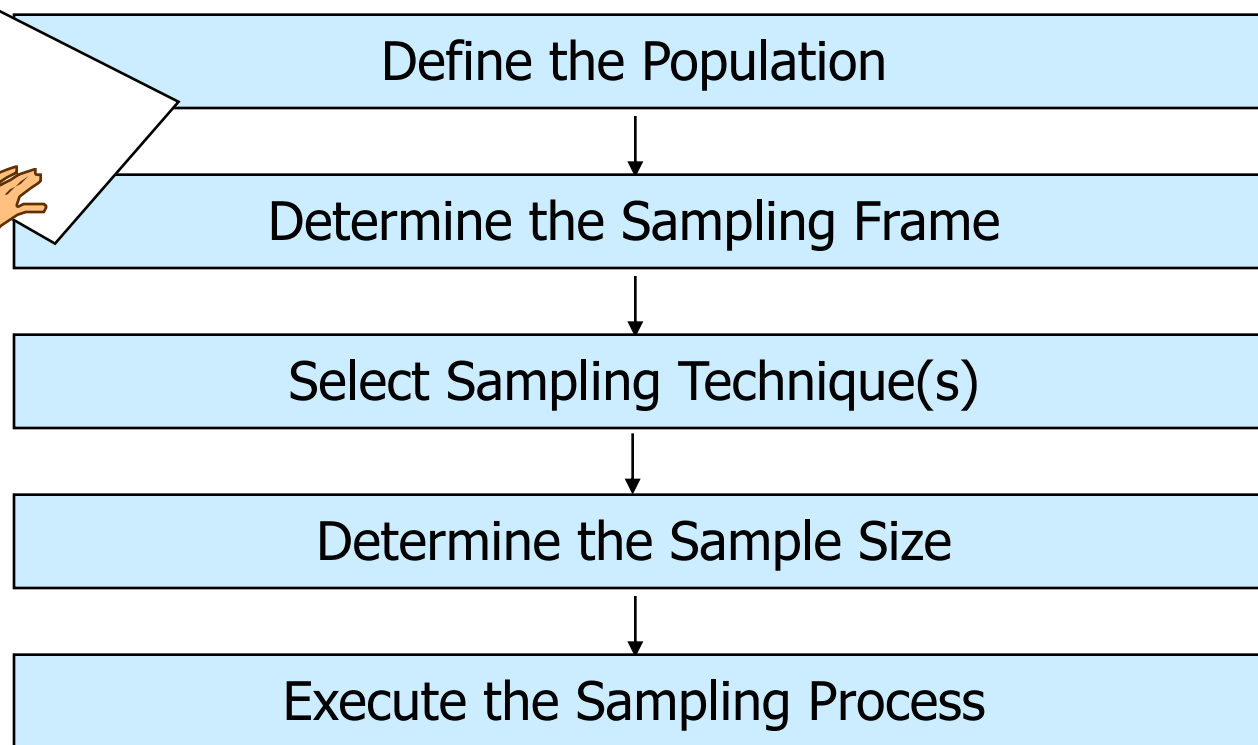 Define the Population
Determine the Sampling Frame
Select Sampling Technique(s)
Determine the Sample Size
Execute the Sampling Process